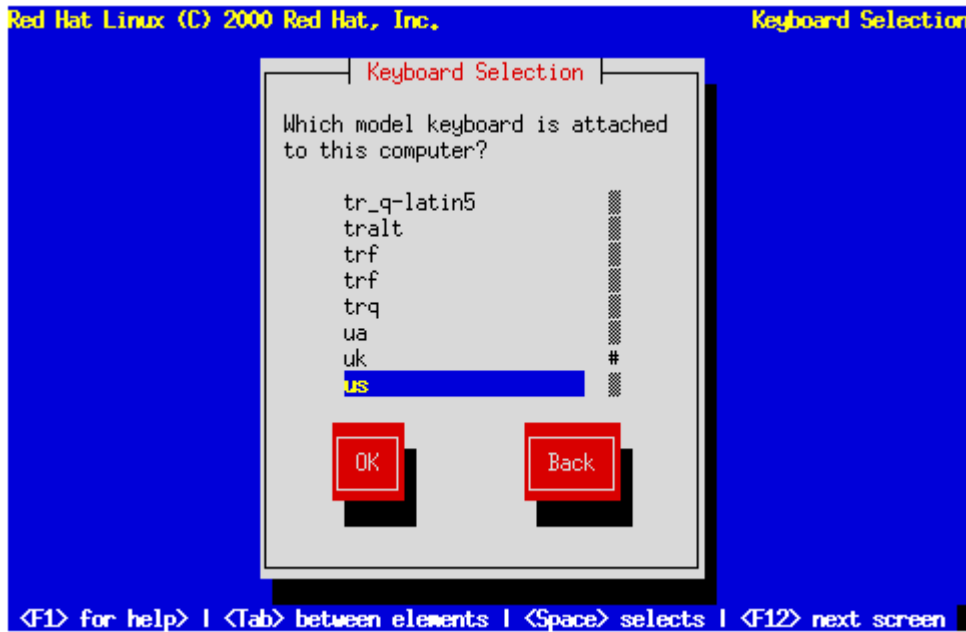 Red Hat Linux (C) 2000 Red Hat, Inc. Keyboard Selection
Keyboard Selection
Which model keyboard is attached
to this computer?
tr_q-latin5
tralt
trf
trf
trq
ua
uk #
us
OK Back
<F1> for help> | <Tab> between elements | <Space> selects | <F12> next screen